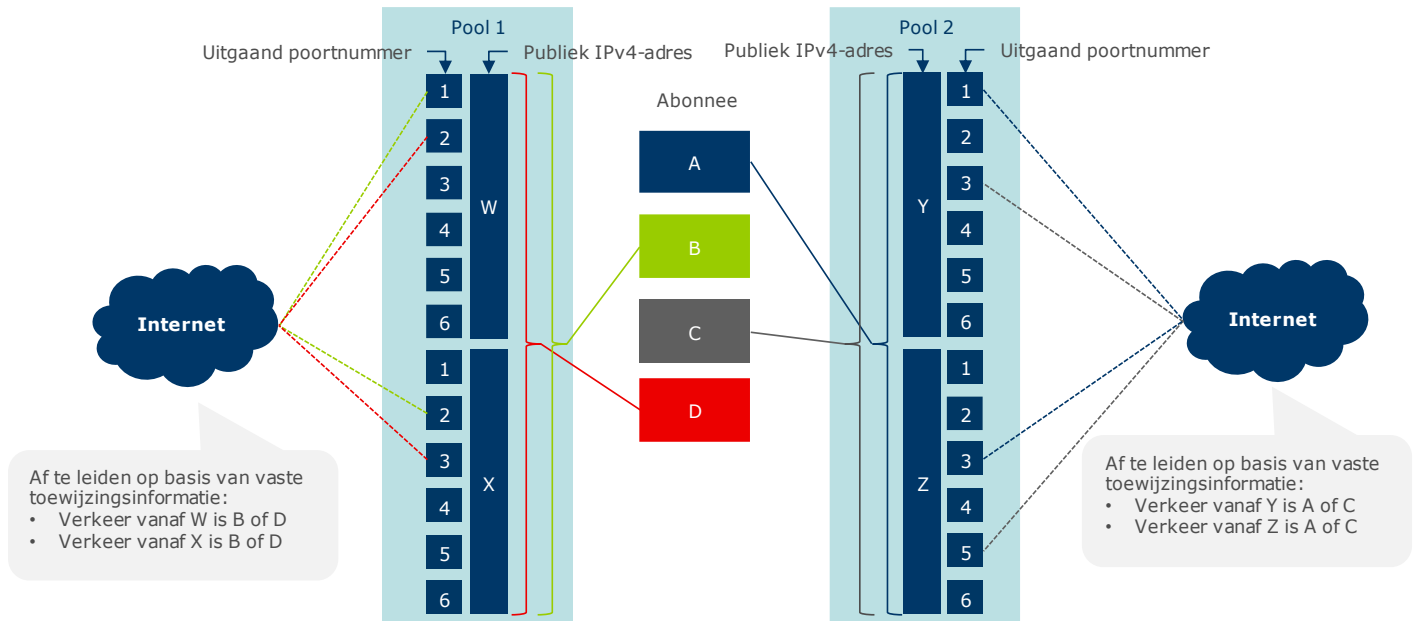 Pool 1
Uitgaand poortnummer
Publiek IPv4-adres
1
2
3
4
5
6
1
2
3
4
5
6
W
X
Abonnee
A
B
C
D
Pool 2
Publiek IPv4-adres
Uitgaand poortnummer
Y
Z
1
2
3
4
5
6
1
2
3
4
5
6
Internet
Af te leiden op basis van vaste
toewijzingsinformatie:
• Verkeer vanaf W is B of D
• Verkeer vanaf X is B of D
Internet
Af te leiden op basis van vaste
toewijzingsinformatie:
• Verkeer vanaf Y is A of C
• Verkeer vanaf Z is A of C